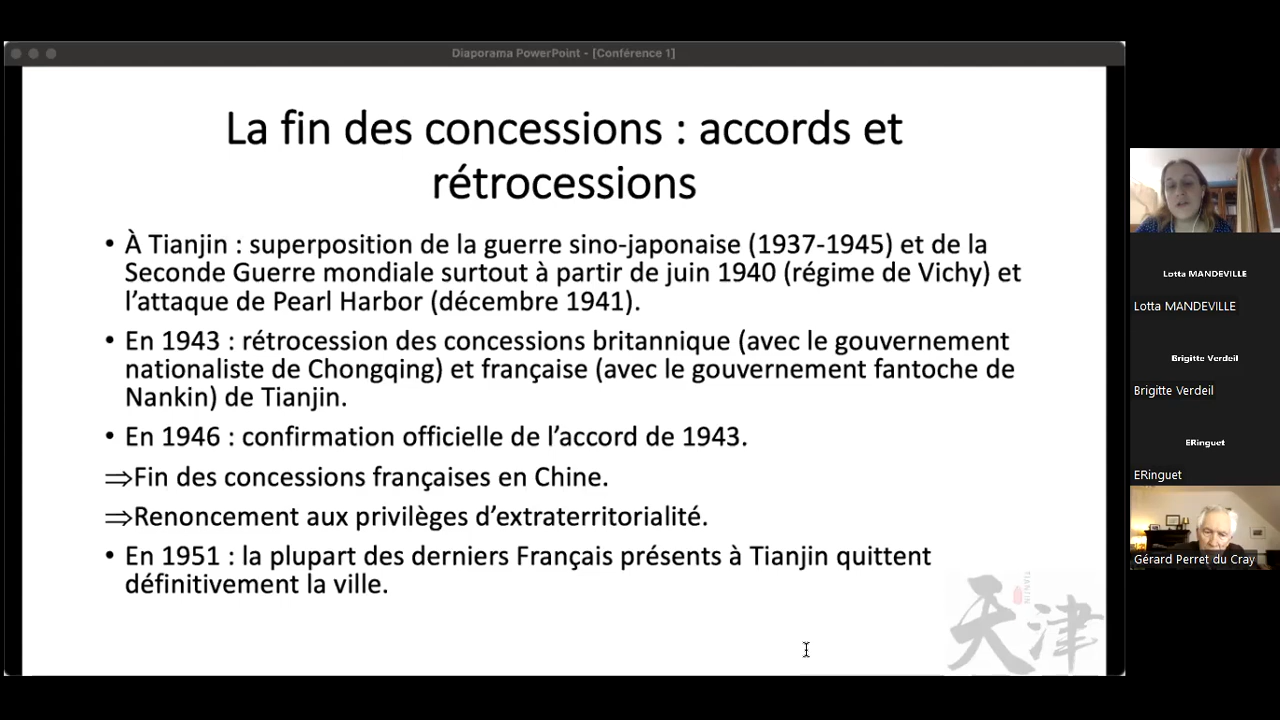 Diaporama PowerPoint - [Conférence 1]
La fin des concessions : accords et
rétrocessions
• À Tianjin : superposition de la guerre sino-japonaise (1937-1945) et de la
Seconde Guerre mondiale surtout à partir de juin 1940 (régime de Vichy) et
l’attaque de Pearl Harbor (décembre 1941).
• En 1943 : rétrocession des concessions britannique (avec le gouvernement
nationaliste de Chongqing) et française (avec le gouvernement fantoche de
Nankin) de Tianjin.
• En 1946 : confirmation officielle de l’accord de 1943.
⇒Fin des concessions françaises en Chine.
⇒Renoncement aux privilèges d’extraterritorialité.
• En 1951 : la plupart des derniers Français présents à Tianjin quittent
définitivement la ville.
天津
TIANJIN
Lotta MANDEVILLE
Lotta MANDEVILLE
Brigitte Verdeil
Brigitte Verdeil
ERinguet
ERinguet
Gérard Perret du Cray